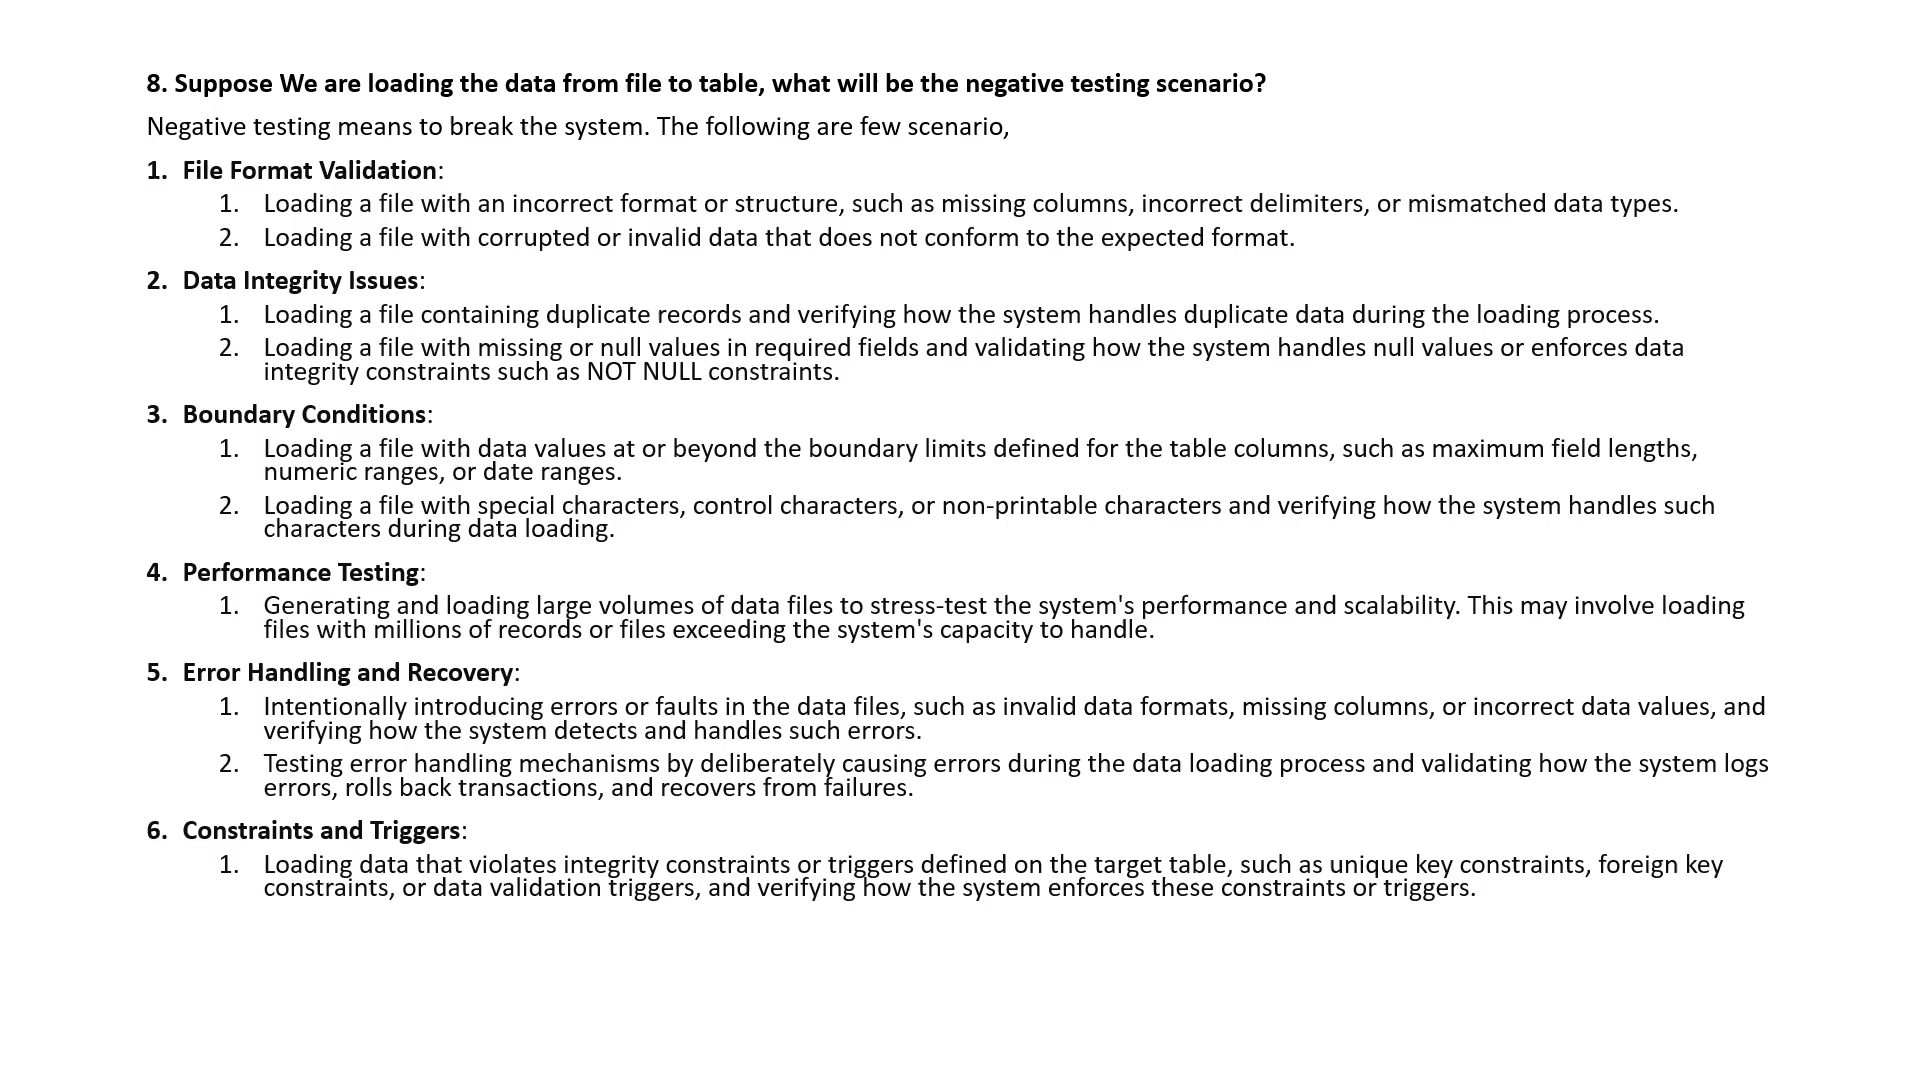 8. Suppose We are loading the data from file to table, what will be the negative testing scenario?
Negative testing means to break the system. The following are few scenario,
1. File Format Validation:
1. Loading a file with an incorrect format or structure, such as missing columns, incorrect delimiters, or mismatched data types.
2. Loading a file with corrupted or invalid data that does not conform to the expected format.
2. Data Integrity Issues:
1. Loading a file containing duplicate records and verifying how the system handles duplicate data during the loading process.
2. Loading a file with missing or null values in required fields and validating how the system handles null values or enforces data
integrity constraints such as NOT NULL constraints.
3. Boundary Conditions:
1. Loading a file with data values at or beyond the boundary limits defined for the table columns, such as maximum field lengths,
numeric ranges, or date ranges.
2. Loading a file with special characters, control characters, or non-printable characters and verifying how the system handles such
characters during data loading.
4. Performance Testing:
1. Generating and loading large volumes of data files to stress-test the system's performance and scalability. This may involve loading
files with millions of records or files exceeding the system's capacity to handle.
5. Error Handling and Recovery:
1. Intentionally introducing errors or faults in the data files, such as invalid data formats, missing columns, or incorrect data values, and
verifying how the system detects and handles such errors.
2. Testing error handling mechanisms by deliberately causing errors during the data loading process and validating how the system logs
errors, rolls back transactions, and recovers from failures.
6. Constraints and Triggers:
1. Loading data that violates integrity constraints or triggers defined on the target table, such as unique key constraints, foreign key
constraints, or data validation triggers, and verifying how the system enforces these constraints or triggers.